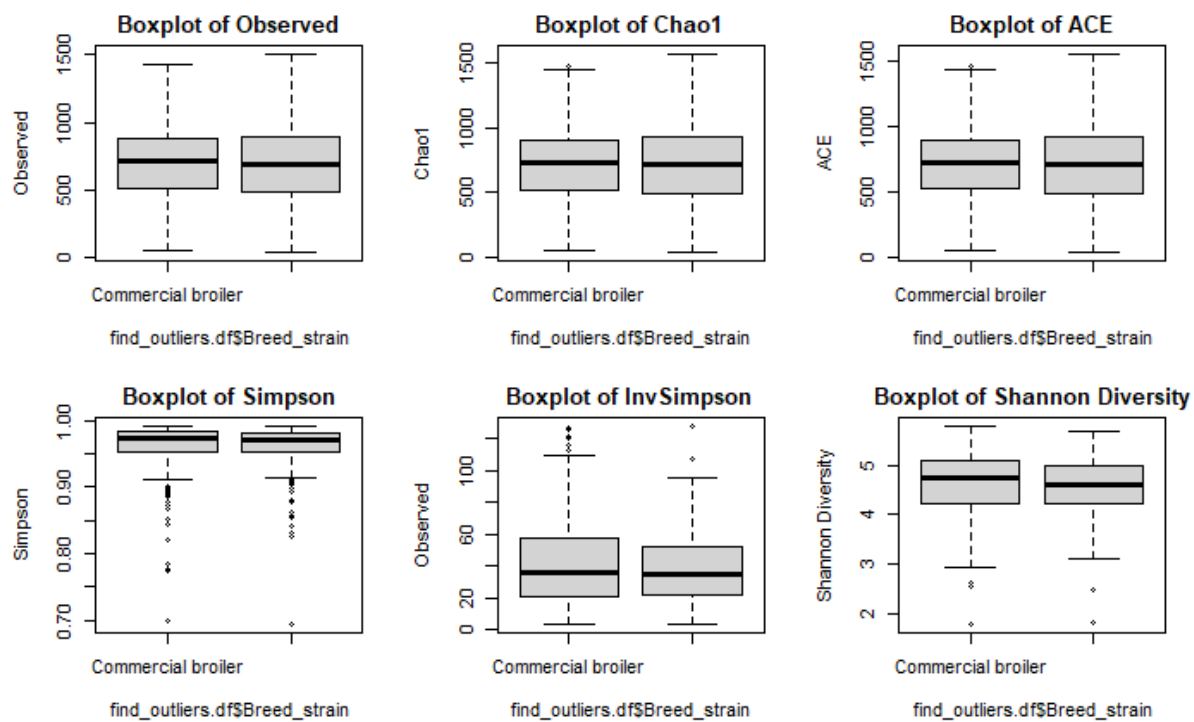 Boxplot of Observed
Observed
0 500 1000 1500
Commercial broiler
find_outliers.df$Breed_strain
Boxplot of Chao1
Chao1
0 500 1000 1500
Commercial broiler
find_outliers.df$Breed_strain
Boxplot of ACE
ACE
0 500 1000 1500
Commercial broiler
find_outliers.df$Breed_strain
Boxplot of Simpson
Simpson
0.70 0.80 0.90 1.00
Commercial broiler
find_outliers.df$Breed_strain
Boxplot of InvSimpson
Observed
0 20 60 100
Commercial broiler
find_outliers.df$Breed_strain
Boxplot of Shannon Diversity
Shannon Diversity
2 3 4 5
Commercial broiler
find_outliers.df$Breed_strain